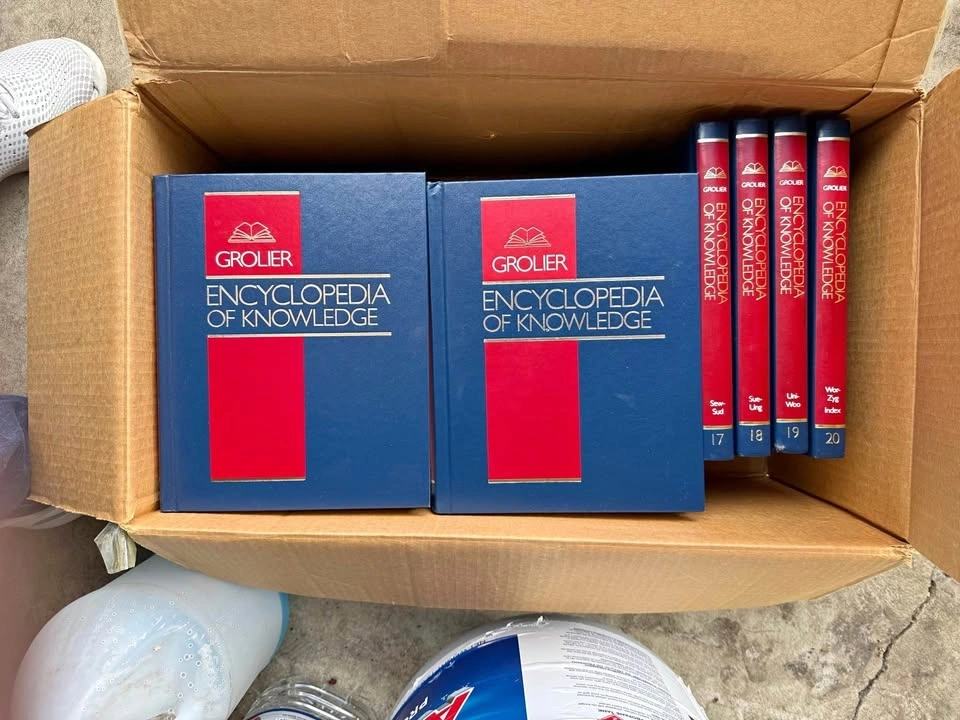 GROLIER
ENCYCLOPEDIA
OF KNOWLEDGE
GROLIER
ENCYCLOPEDIA
OF KNOWLEDGE
GROLIER
ENCYCLOPEDIA
OF KNOWLEDGE
Sew-
Sud
17
GROLIER
ENCYCLOPEDIA
OF KNOWLEDGE
Sue-
Ung
18
GROLIER
ENCYCLOPEDIA
OF KNOWLEDGE
Uni-
Woo
19
GROLIER
ENCYCLOPEDIA
OF KNOWLEDGE
Wor-
Zyg
Index
20